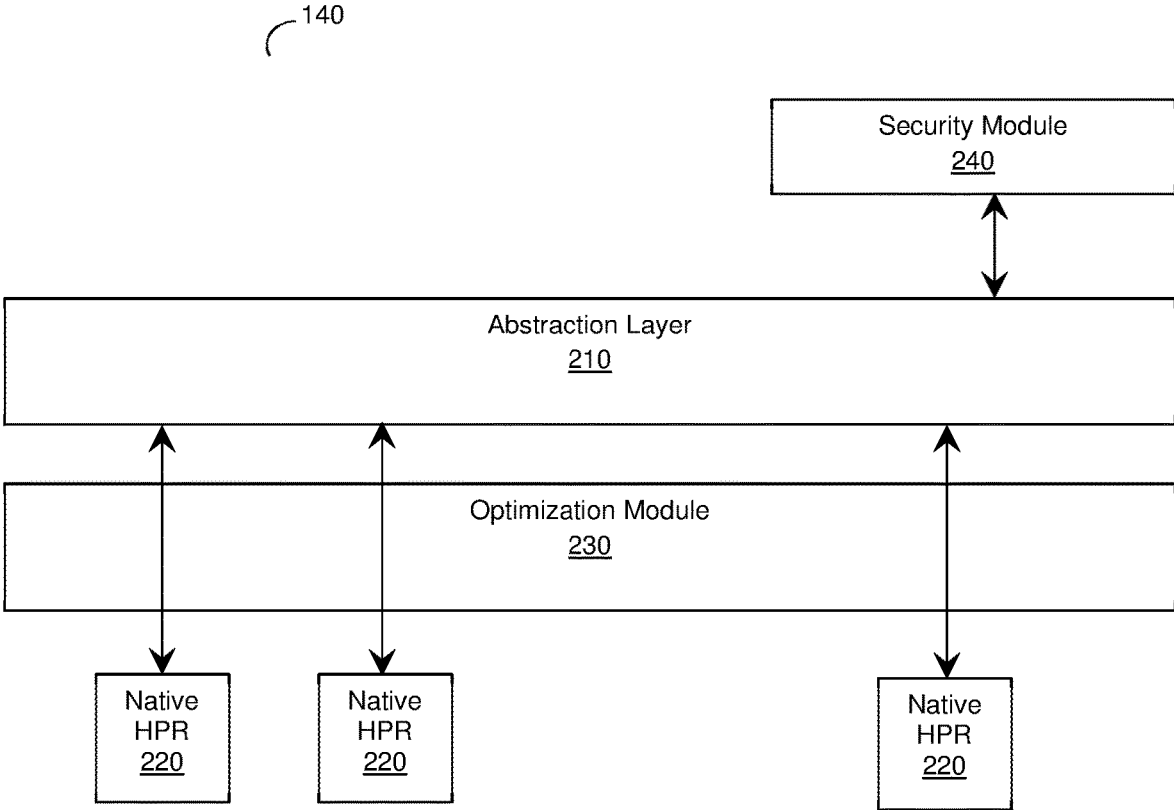 140
Security Module
240
Abstraction Layer
210
Optimization Module
230
Native
HPR
220
Native
HPR
220
Native
HPR
220